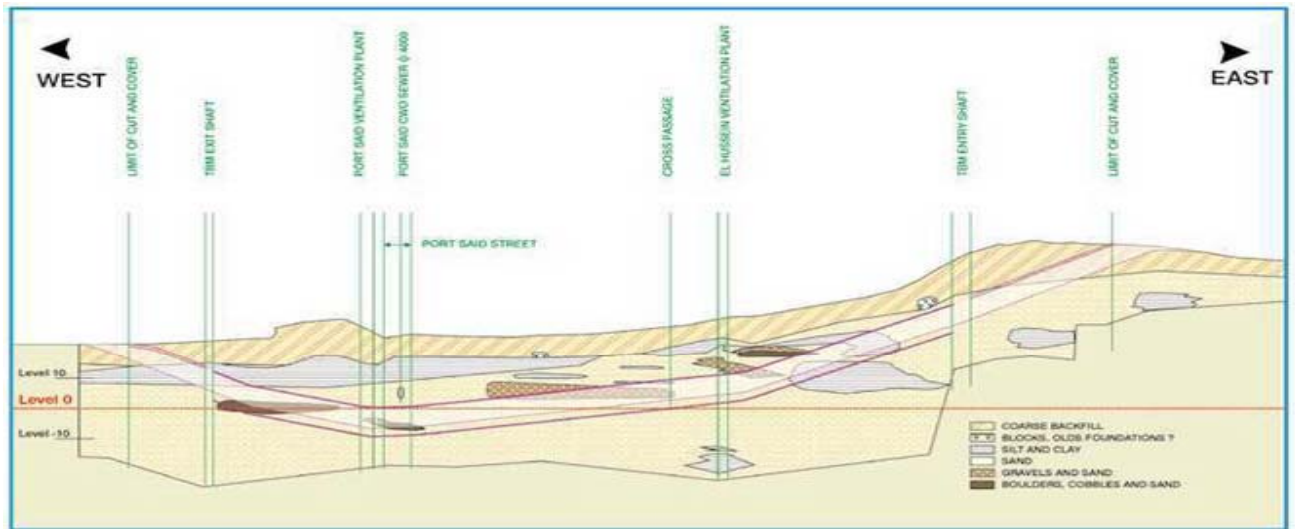 WEST
EAST
LIMIT OF CUT AND COVER
TBM EXIT SHAFT
PORT SAID VENTILATION PLANT
PORT SAID CWO SEWER ϕ 4000
CROSS PASSAGE
EL HUSSEIN VENTILATION PLANT
TBM ENTRY SHAFT
LIMIT OF CUT AND COVER
PORT SAID STREET
Level 10
Level 0
Level -10
COARSE BACKFILL
BLOCKS, OLDS FOUNDATIONS ?
SILT AND CLAY
SAND
GRAVELS AND SAND
BOULDERS, COBBLES AND SAND